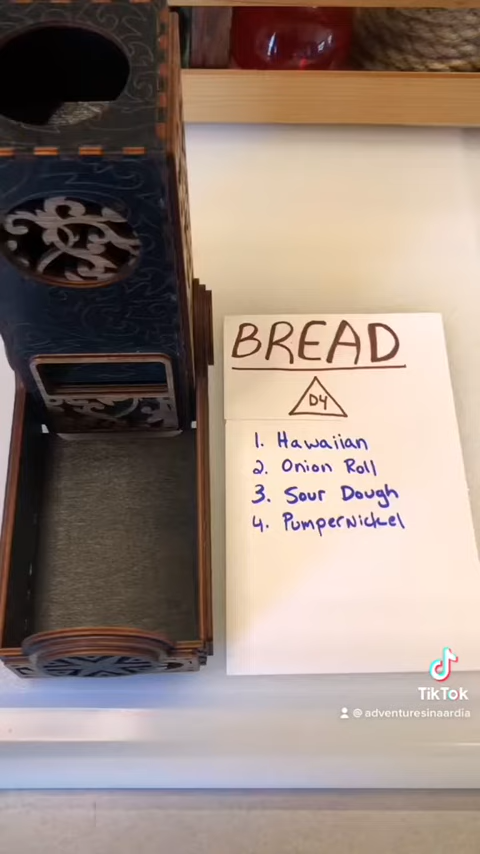 BREAD
D4
1. Hawaiian
2. Onion Roll
3. Sour Dough
4. Pumpernickel
TikTok
@adventuresinaardia